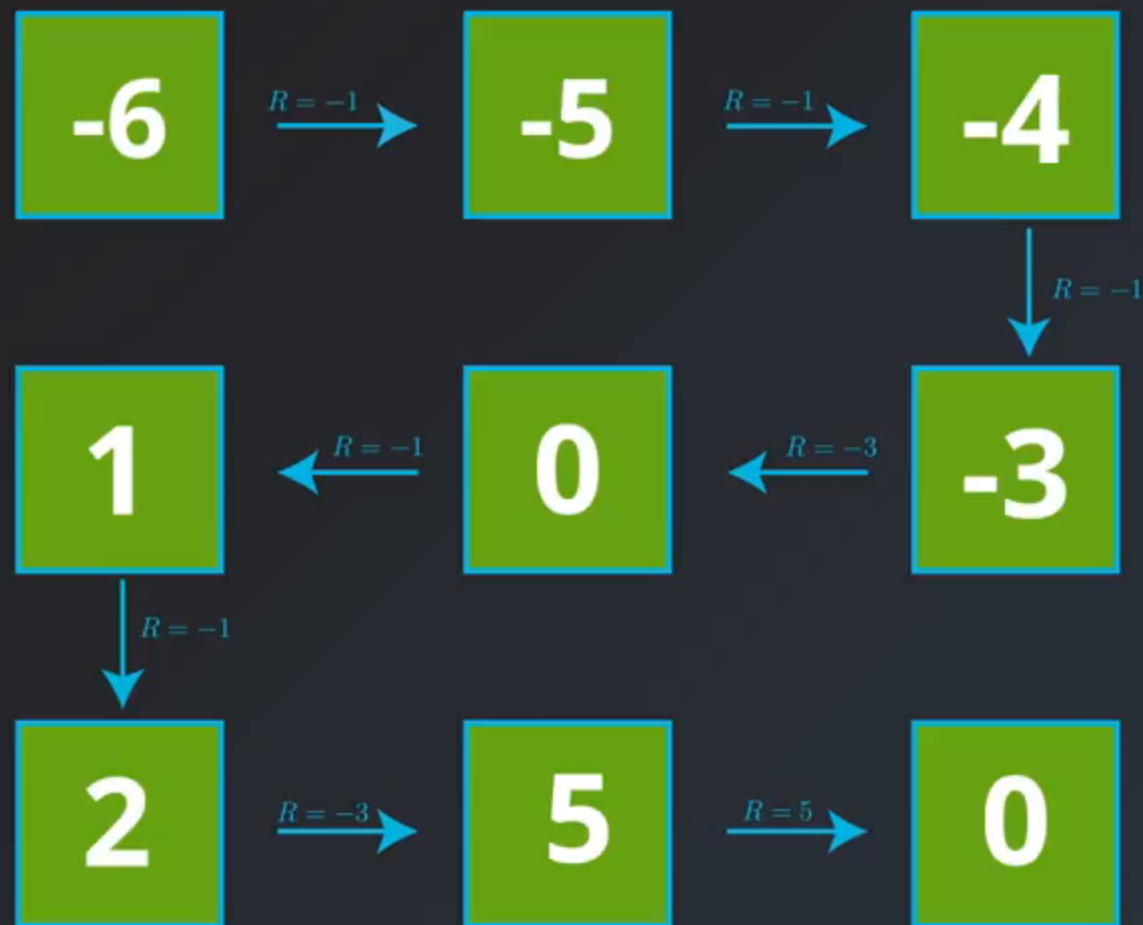 -6 R = -1 -5 R = -1 -4
R = -1
1 R = -1 0 R = -3 -3
R = -1
2 R = -3 5 R = 5 0